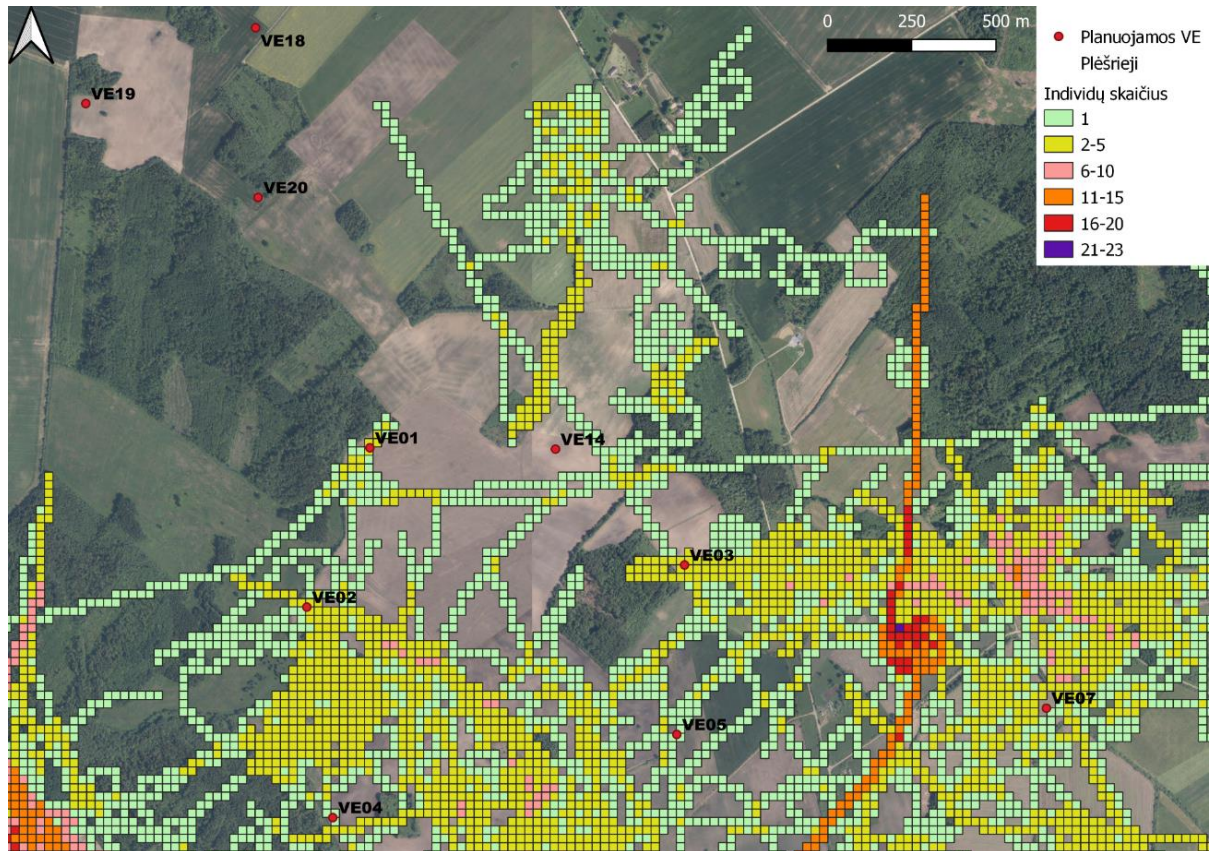 0 250 500 m
Planuojamos VE
Plėšrieji
Individų skaičius
1
2-5
6-10
11-15
16-20
21-23
VE18
VE19
VE20
VE01
VE14
VE03
VE02
VE07
VE05
VE04